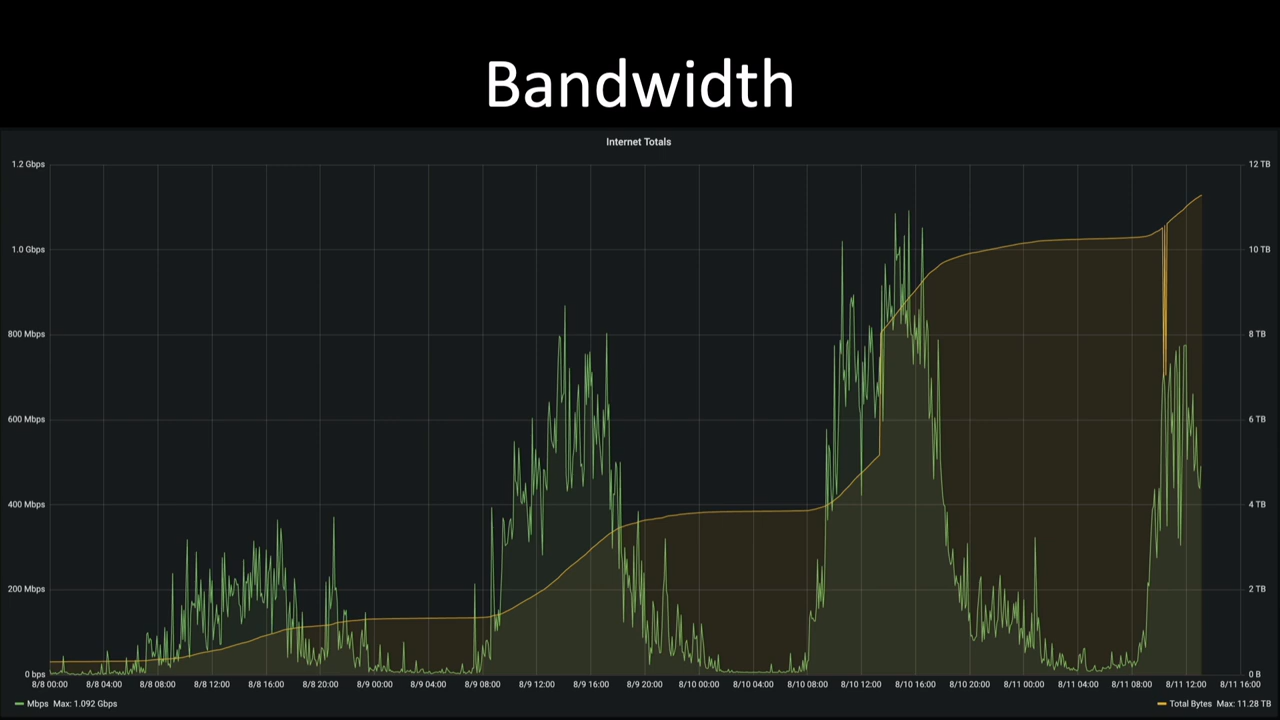 Bandwidth
Internet Totals
1.2 Gbps
12 TB
1.0 Gbps
10 TB
800 Mbps
8 TB
600 Mbps
6 TB
400 Mbps
4 TB
200 Mbps
2 TB
0 bps
0 B
8/8 00:00 8/8 04:00 8/8 08:00 8/8 12:00 8/8 16:00 8/8 20:00 8/9 00:00 8/9 04:00 8/9 08:00 8/9 12:00 8/9 16:00 8/9 20:00 8/10 00:00 8/10 04:00 8/10 08:00 8/10 12:00 8/10 16:00 8/10 20:00 8/11 00:00 8/11 04:00 8/11 08:00 8/11 12:00 8/11 16:00
Mbps Max: 1.092 Gbps
Total Bytes Max: 11.28 TB